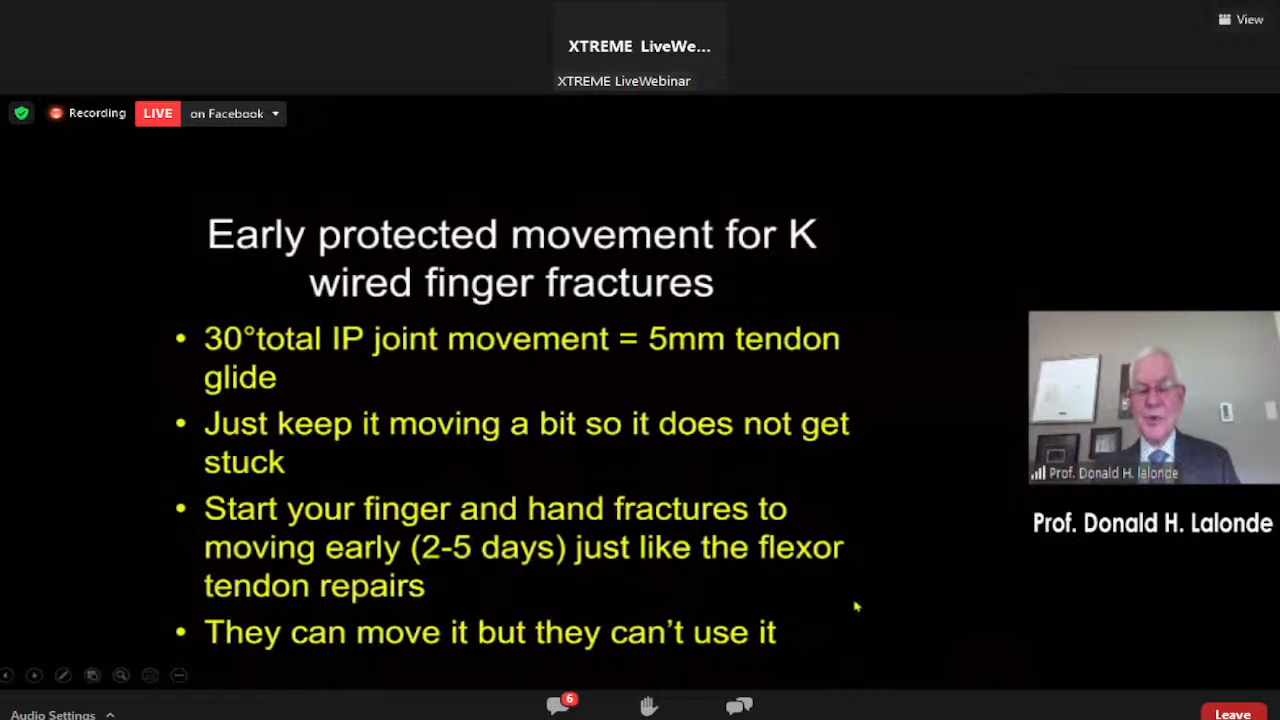 XTREME LiveWe...
View
XTREME LiveWebinar
Recording
LIVE
on Facebook
Early protected movement for K
wired finger fractures
• 30°total IP joint movement = 5mm tendon
glide
• Just keep it moving a bit so it does not get
stuck
• Start your finger and hand fractures to
moving early (2-5 days) just like the flexor
tendon repairs
• They can move it but they can't use it
Prof. Donald H. lalonde
Prof. Donald H. Lalonde
6
Audio Settings
Leave